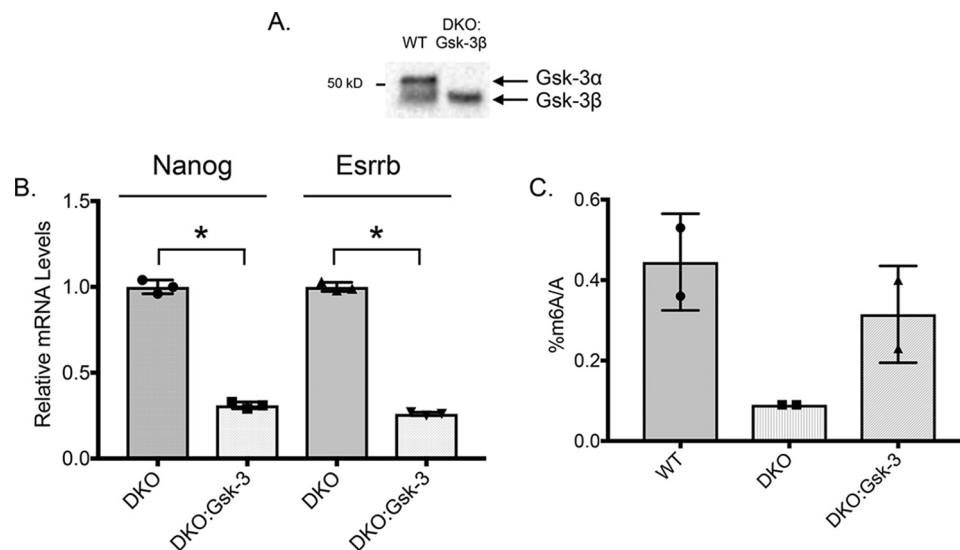 A.
WT
DKO:
Gsk-3β
50 kD
Gsk-3α
Gsk-3β
B.
Nanog
Esrrb
Relative mRNA Levels
1.5
1.0
0.5
0.0
*
*
DKO
DKO:Gsk-3
DKO
DKO:Gsk-3
C.
%m6A/A
0.6
0.4
0.2
0.0
WT
DKO
DKO:Gsk-3